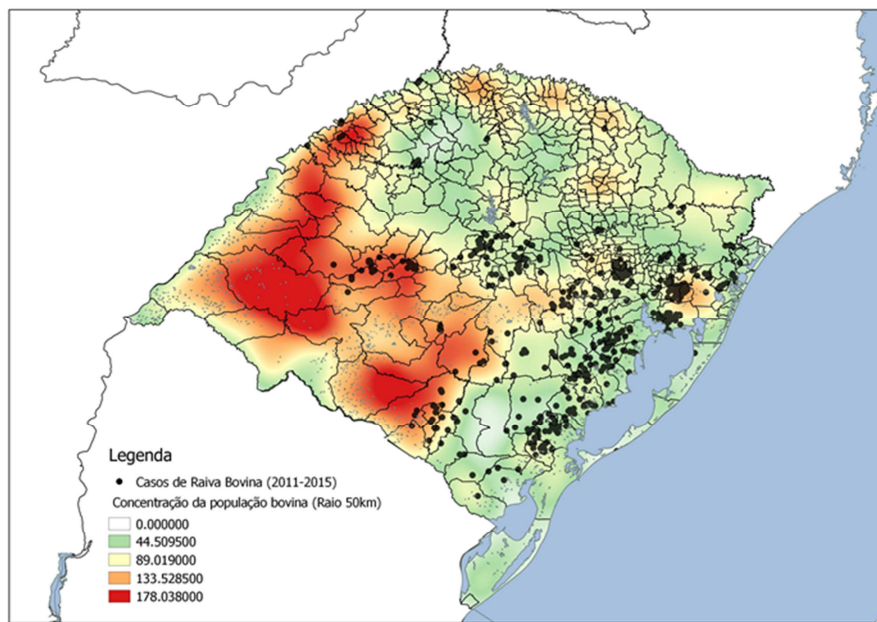 Legenda
Casos de Raiva Bovina (2011-2015)
Concentração da população bovina (Raio 50km)
0.000000
44.509500
89.019000
133.528500
178.038000